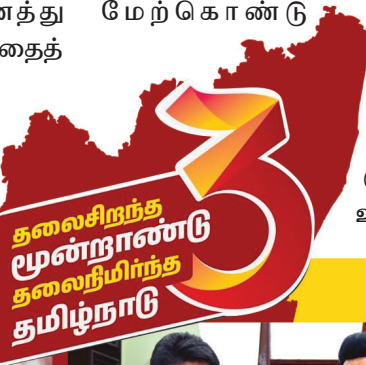 மேற்கொண்டு
3
தலைசிறந்த
மூன்றாண்டு
தலைநிமிர்ந்த
தமிழ்நாடு